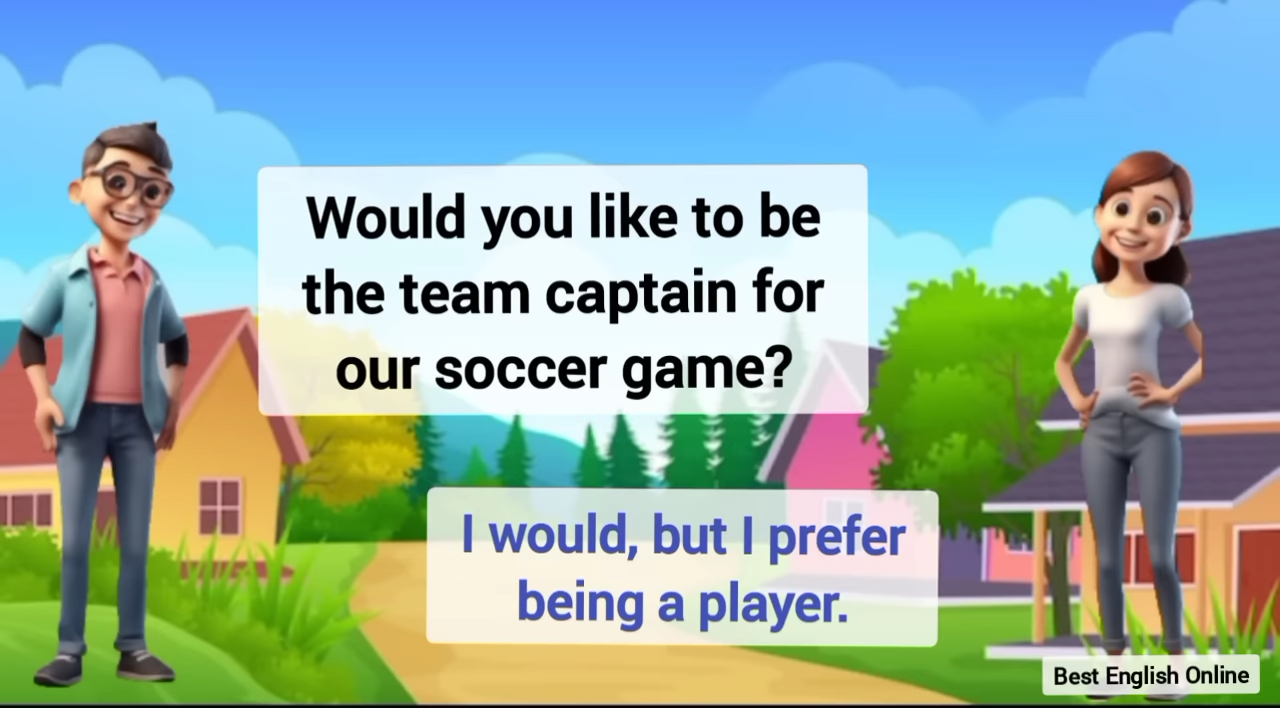 Would you like to be
the team captain for
our soccer game?
I would, but I prefer
being a player.
Best English Online